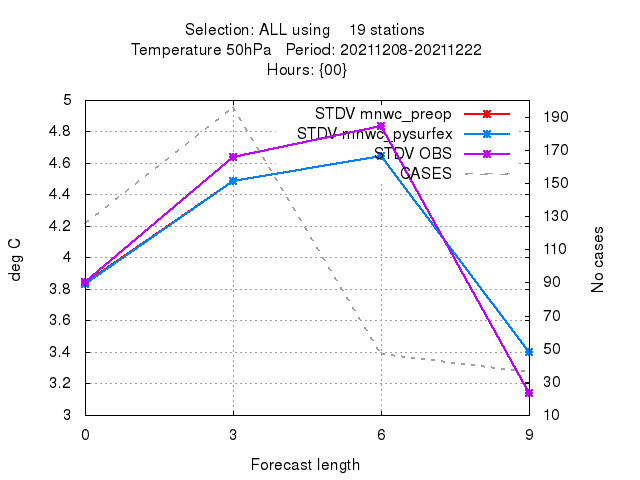 Selection: ALL using 19 stations
Temperature 50hPa Period: 20211208-20211222
Hours: {00}
STDV mnwc_preop
STDV mnwc_pysurfex
STDV OBS
CASES
deg C
5
4.8
4.6
4.4
4.2
4
3.8
3.6
3.4
3.2
3
190
170
150
130
110
90
70
50
30
10
No cases
0 3 6 9
Forecast length